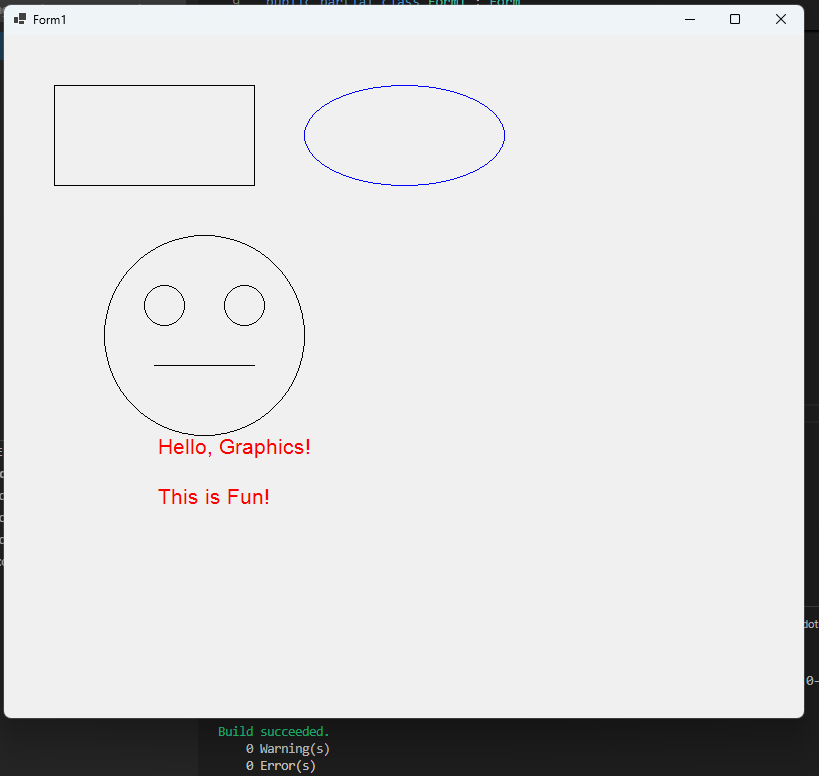 public partial class Form1 : Form
Form1
Hello, Graphics!
This is Fun!
Build succeeded.
0 Warning(s)
0 Error(s)